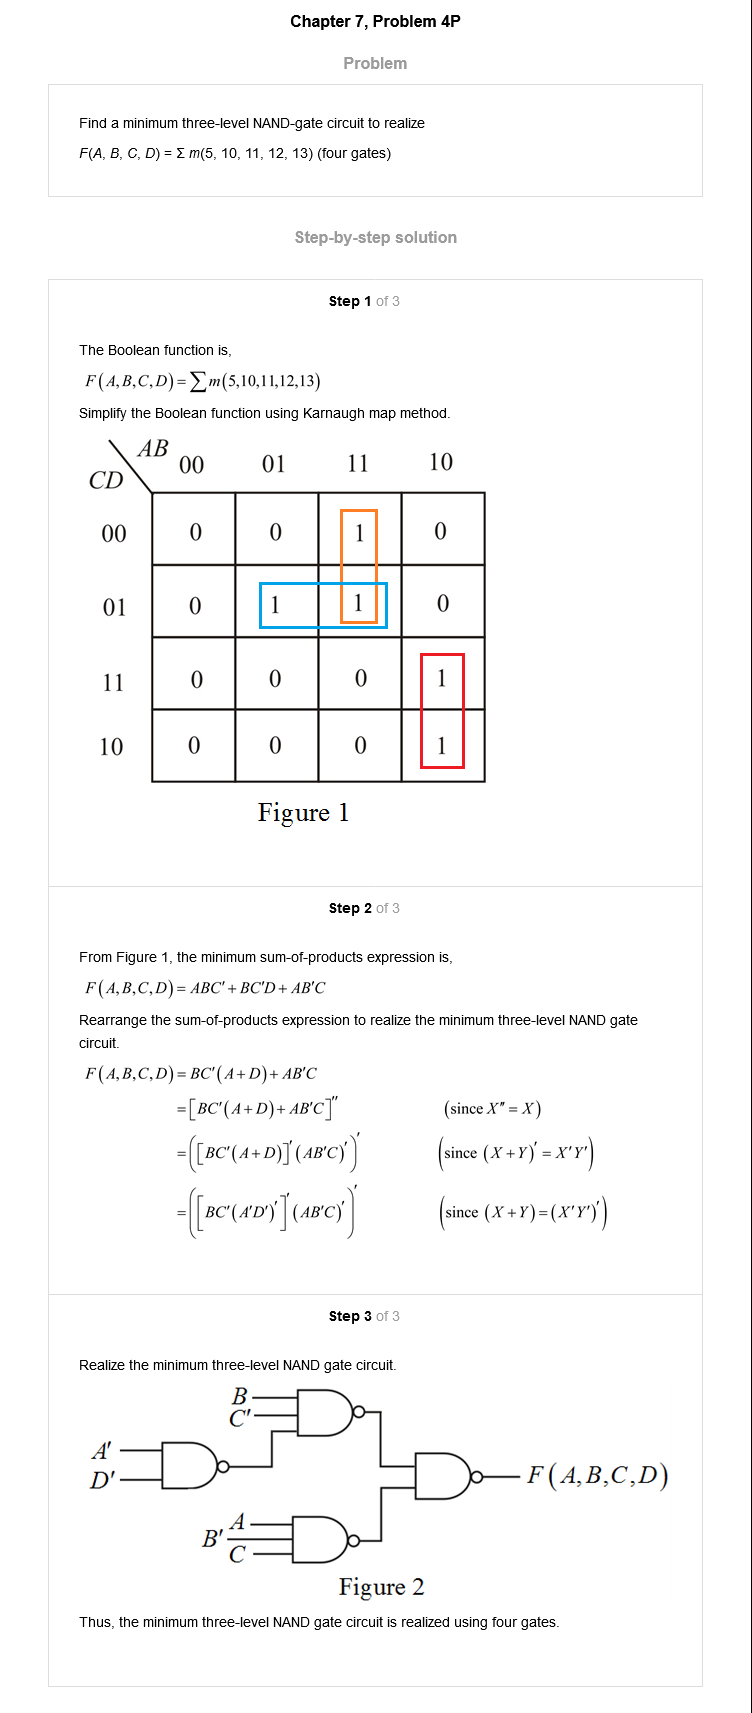 Chapter 7, Problem 4P
Problem
Find a minimum three-level NAND-gate circuit to realize
F(A, B, C, D) = Σ m(5, 10, 11, 12, 13) (four gates)
Step-by-step solution
Step 1 of 3
The Boolean function is,
F(A,B,C,D)=∑m(5,10,11,12,13)
Simplify the Boolean function using Karnaugh map method.
AB
CD
00 01 11 10
00 0 0 1 0
01 0 1 1 0
11 0 0 0 1
10 0 0 0 1
Figure 1
Step 2 of 3
From Figure 1, the minimum sum-of-products expression is,
F(A,B,C,D)= ABC'+ BC'D+ AB'C
Rearrange the sum-of-products expression to realize the minimum three-level NAND gate
circuit.
F(A,B,C,D)= BC'(A+D)+ AB'C
=[BC'(A+D)+ AB'C]'' (since X''= X)
=([BC'(A+D)]'(AB'C)')' (since (X+Y)'= X'Y')
=([BC'(A'D')']'(AB'C)')' (since (X+Y)=(X'Y')')
Step 3 of 3
Realize the minimum three-level NAND gate circuit.
B
C'
A'
D'
F(A,B,C,D)
A
B'
C
Figure 2
Thus, the minimum three-level NAND gate circuit is realized using four gates.